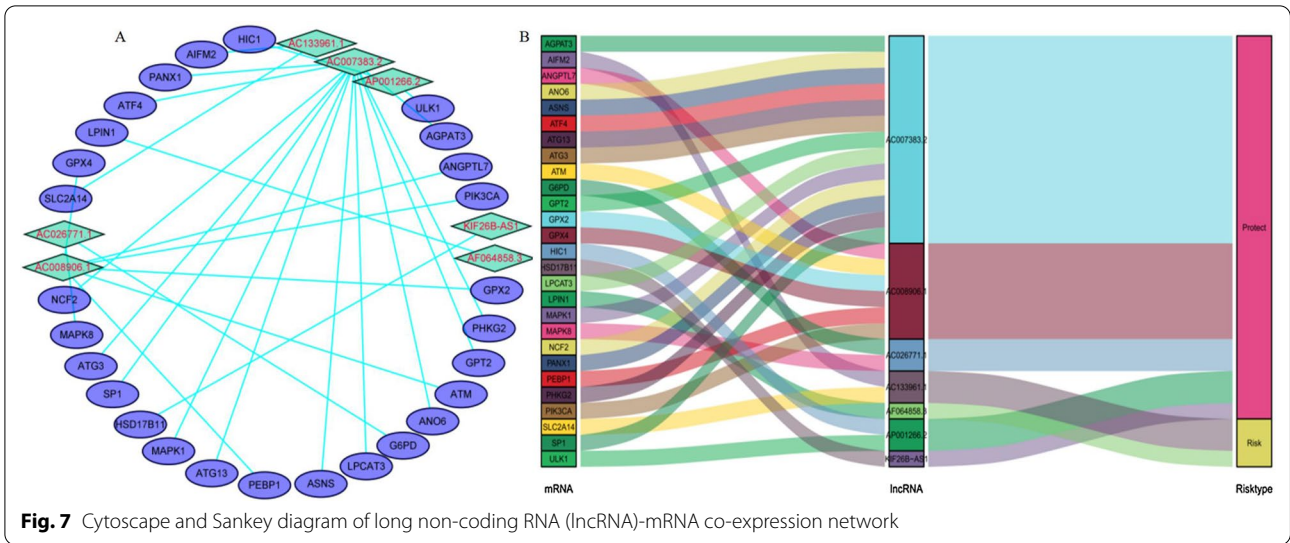 A
HIC1
AC133961.1
AIFM2
AC007383.2
PANX1
AP001266.2
ATF4
ULK1
LPIN1
AGPAT3
GPX4
ANGPTL7
SLC2A14
PIK3CA
AC026771.1
KIF26B-AS1
AC008906.1
AF064858.3
NCF2
GPX2
MAPK8
PHKG2
ATG3
GPT2
SP1
ATM
HSD17B11
ANO6
MAPK1
G6PD
ATG13
LPCAT3
PEBP1
ASNS
B
AGPAT3
AIFM2
ANGPTL7
ANO6
ASNS
ATF4
ATG13
ATG3
ATM
G6PD
GPT2
GPX2
GPX4
HIC1
HSD17B11
LPCAT3
LPIN1
MAPK1
MAPK8
NCF2
PANX1
PEBP1
PHKG2
PIK3CA
SLC2A14
SP1
ULK1
mRNA
AC007383.2
AC008906.1
AC026771.1
AC133961.1
AF064858.3
AP001266.2
KIF26B-AS1
lncRNA
Protect
Risk
Risktype
Fig. 7 Cytoscape and Sankey diagram of long non-coding RNA (lncRNA)-mRNA co-expression network